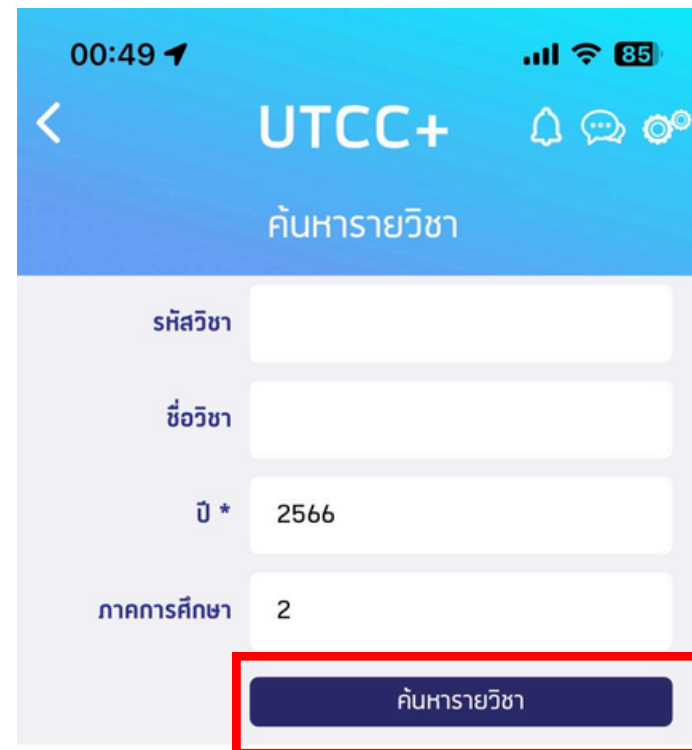 00:49 85
UTCC+
ค้นหารายวิชา
รหัสวิชา
ชื่อวิชา
ปี * 2566
ภาคการศึกษา 2
ค้นหารายวิชา